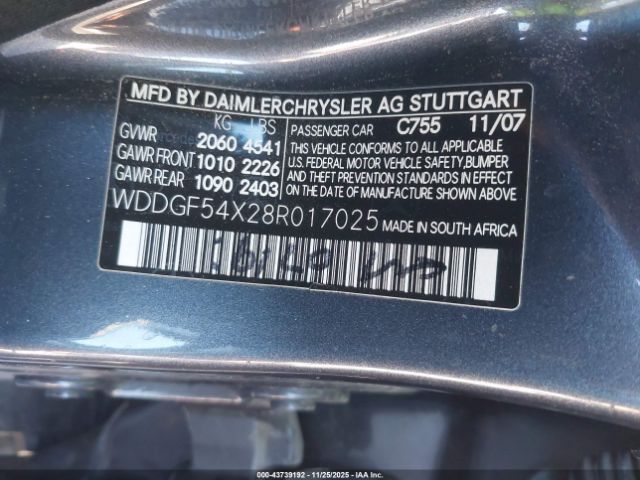 MFD BY DAIMLERCHRYSLER AG STUTTGART
KG LBS
GVWR 2060 4541
GAWR FRONT 1010 2226
GAWR REAR 1090 2403
PASSENGER CAR C755 11/07
THIS VEHICLE CONFORMS TO ALL APPLICABLE
U.S. FEDERAL MOTOR VEHICLE SAFETY, BUMPER
AND THEFT PREVENTION STANDARDS IN EFFECT
ON THE DATE OF MANUFACTURE SHOWN ABOVE.
WDDGF54X28R017025 MADE IN SOUTH AFRICA
000-43739192 - 11/25/2025 - IAAI.COM